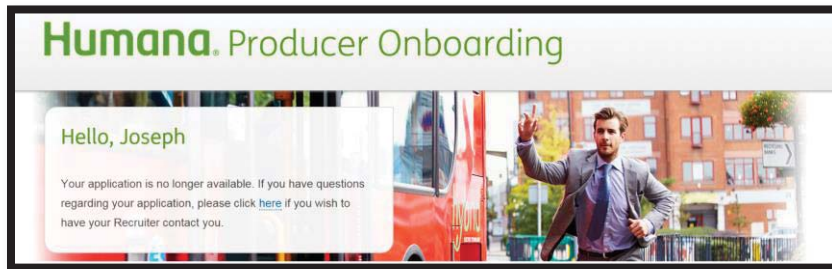 Humana® Producer Onboarding
Hello, Joseph
Your application is no longer available. If you have questions
regarding your application, please click here if you wish to
have your Recruiter contact you.
hybrid